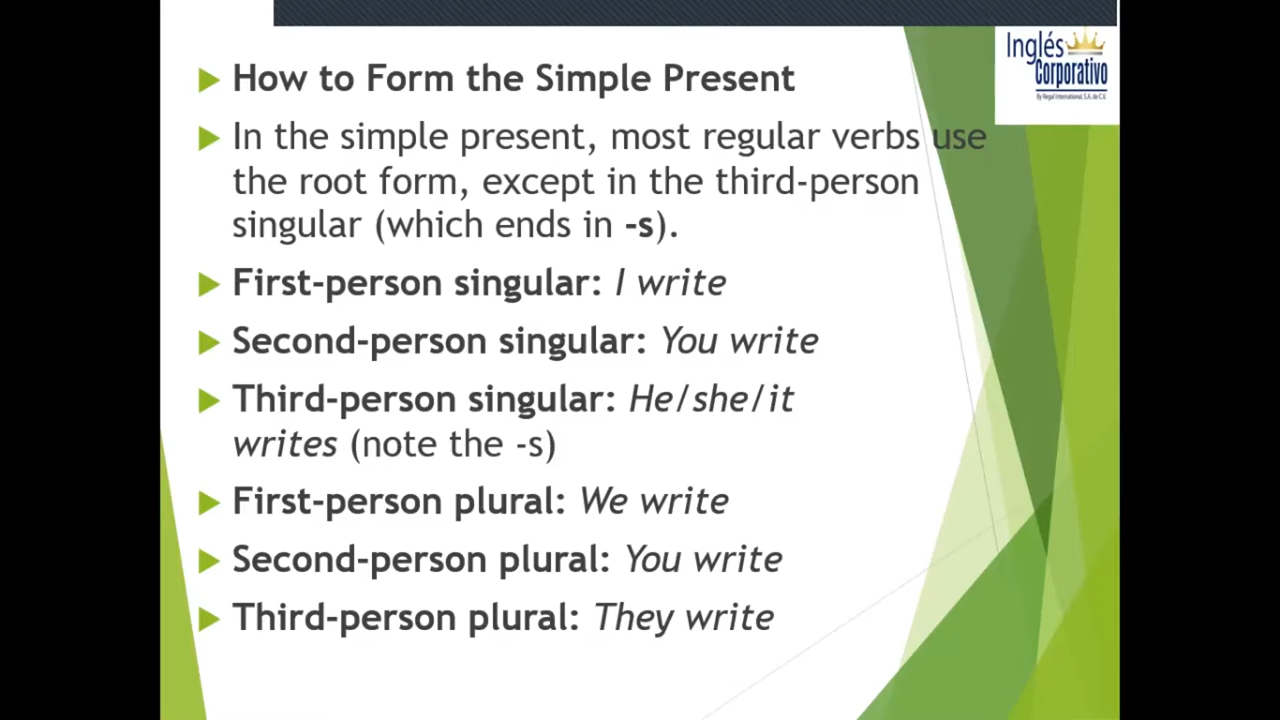 Inglés
Corporativo
By Regal International, S.A. de C.V.
How to Form the Simple Present
In the simple present, most regular verbs use
the root form, except in the third-person
singular (which ends in -s).
First-person singular: I write
Second-person singular: You write
Third-person singular: He/she/it
writes (note the -s)
First-person plural: We write
Second-person plural: You write
Third-person plural: They write